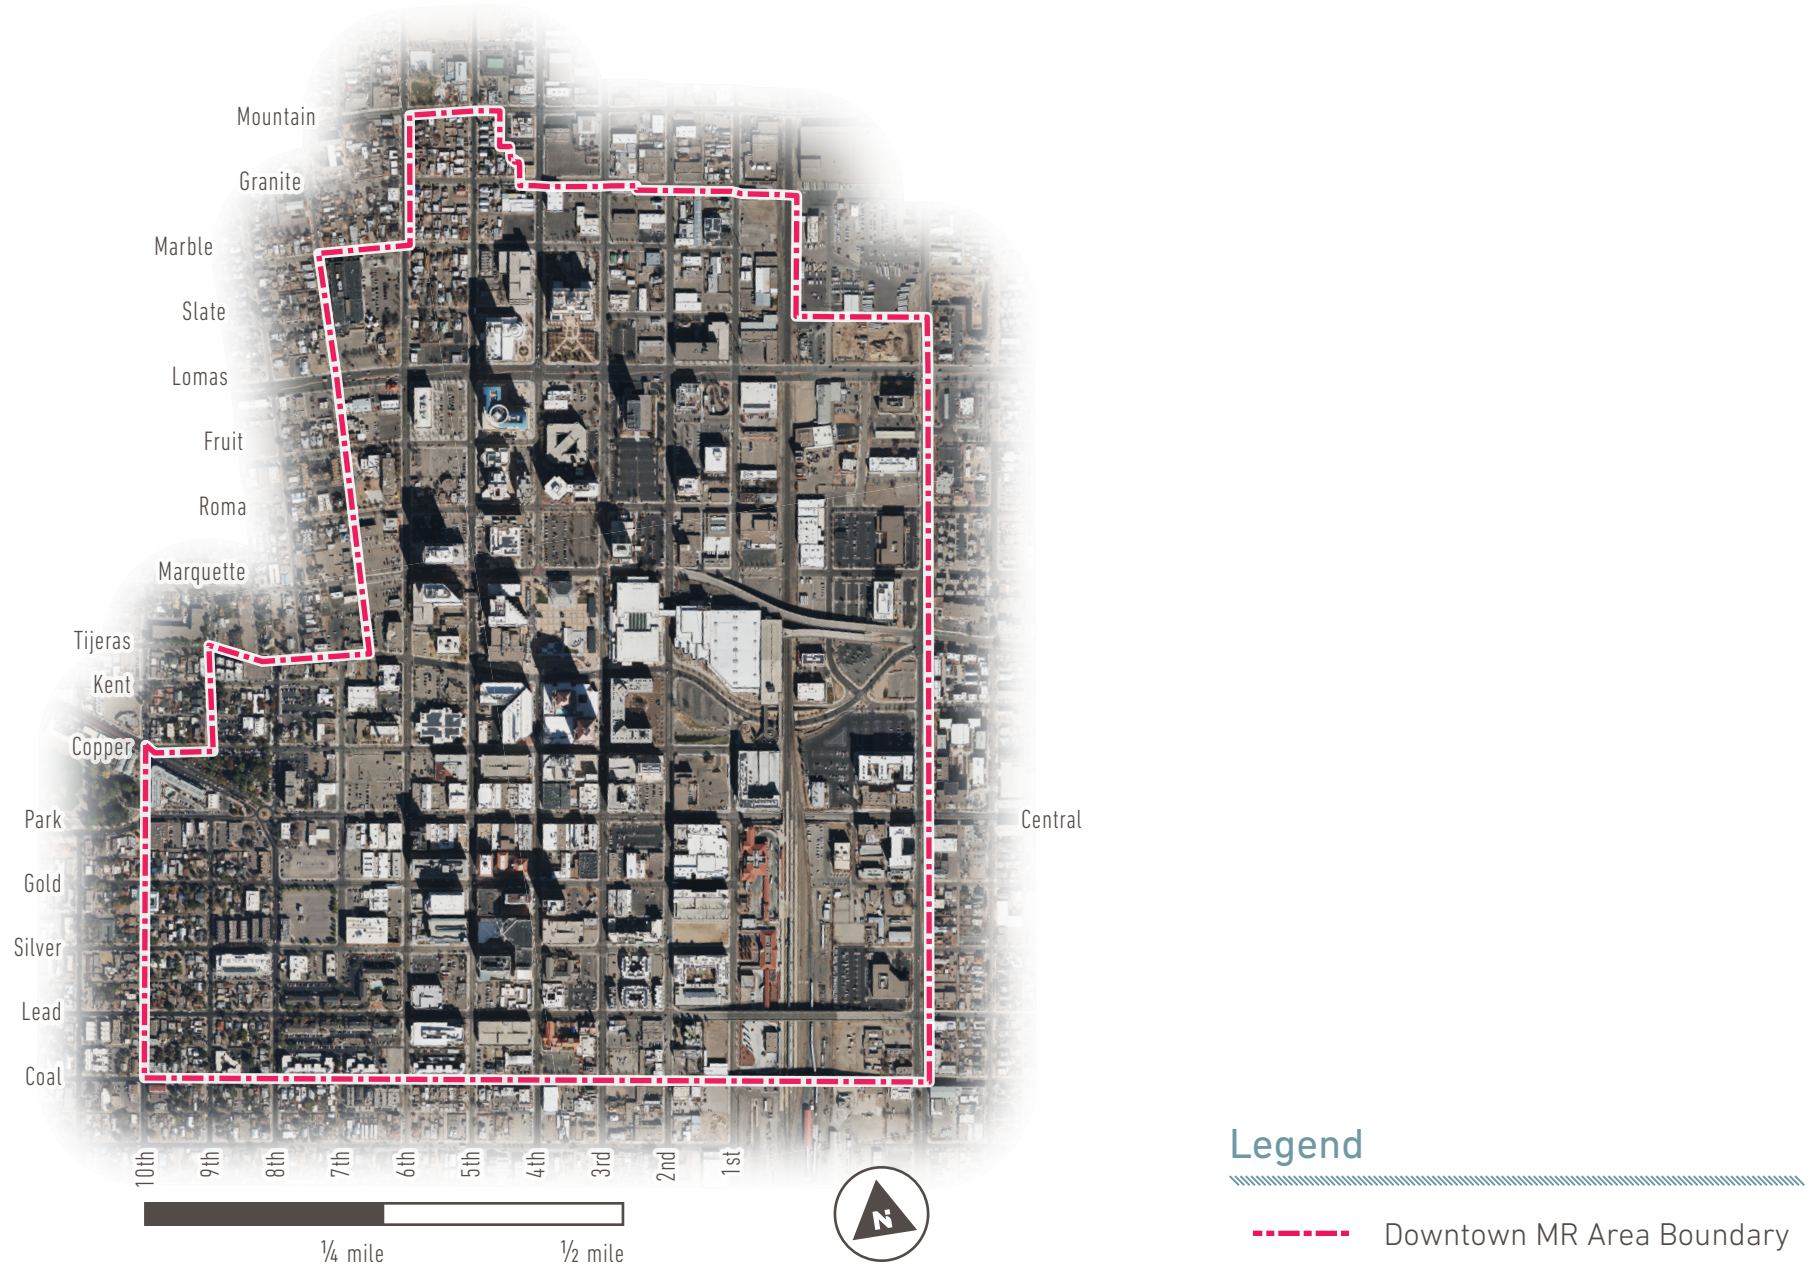 Mountain
Granite
Marble
Slate
Lomas
Fruit
Roma
Marquette
Tijeras
Kent
Copper
Park
Central
Gold
Silver
Lead
Coal
10th
9th
8th
7th
6th
5th
4th
3rd
2nd
1st
¼ mile
½ mile
N
Legend
Downtown MR Area Boundary